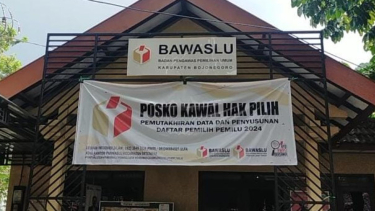 BAWASLU
BADAN PENGAWAS PEMILIHAN UMUM
KABUPATEN BOJONEGORO
POSKO KAWAL HAK PILIH
PEMUTAKHIRAN DATA DAN PENYUSUNAN
DAFTAR PEMILIH PEMILU 2024
BAWASLU
BAWASLU